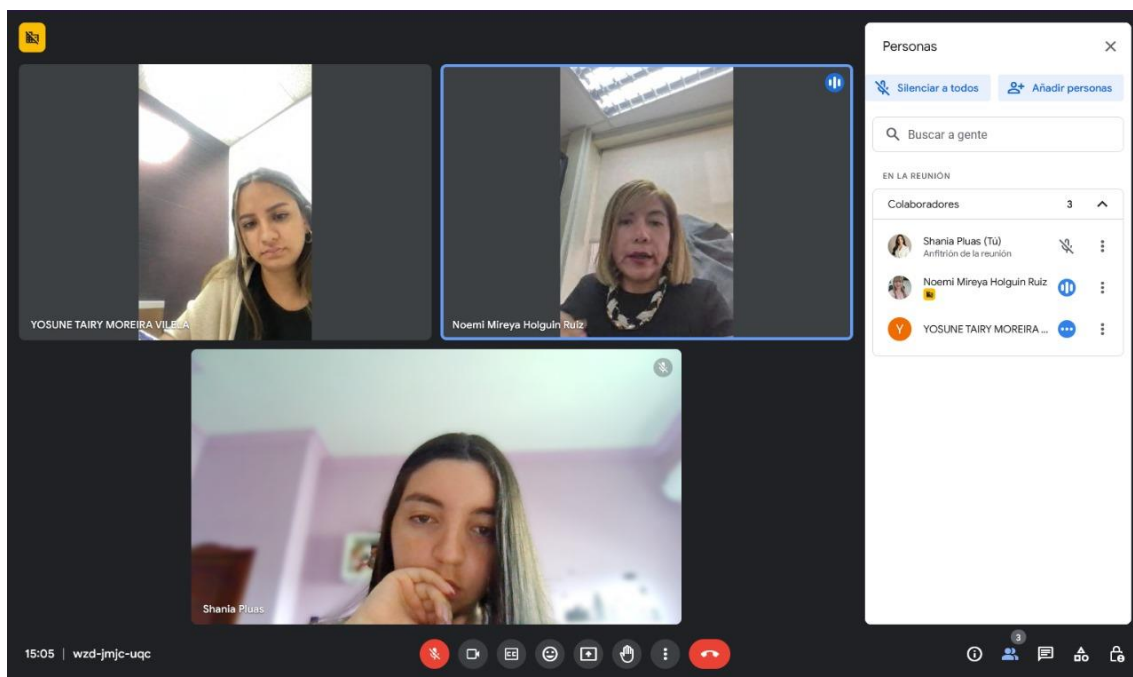 YOSUNE TAIRY MOREIRA VILELA
Noemi Mireya Holguin Ruiz
Shania Pluas
Personas
Silenciar a todos
Añadir personas
Buscar a gente
EN LA REUNIÓN
Colaboradores 3
Shania Pluas (Tú)
Anfitrión de la reunión
Noemi Mireya Holguin Ruiz
YOSUNE TAIRY MOREIRA ...
15:05 | wzd-jmjc-uqc
CC
3